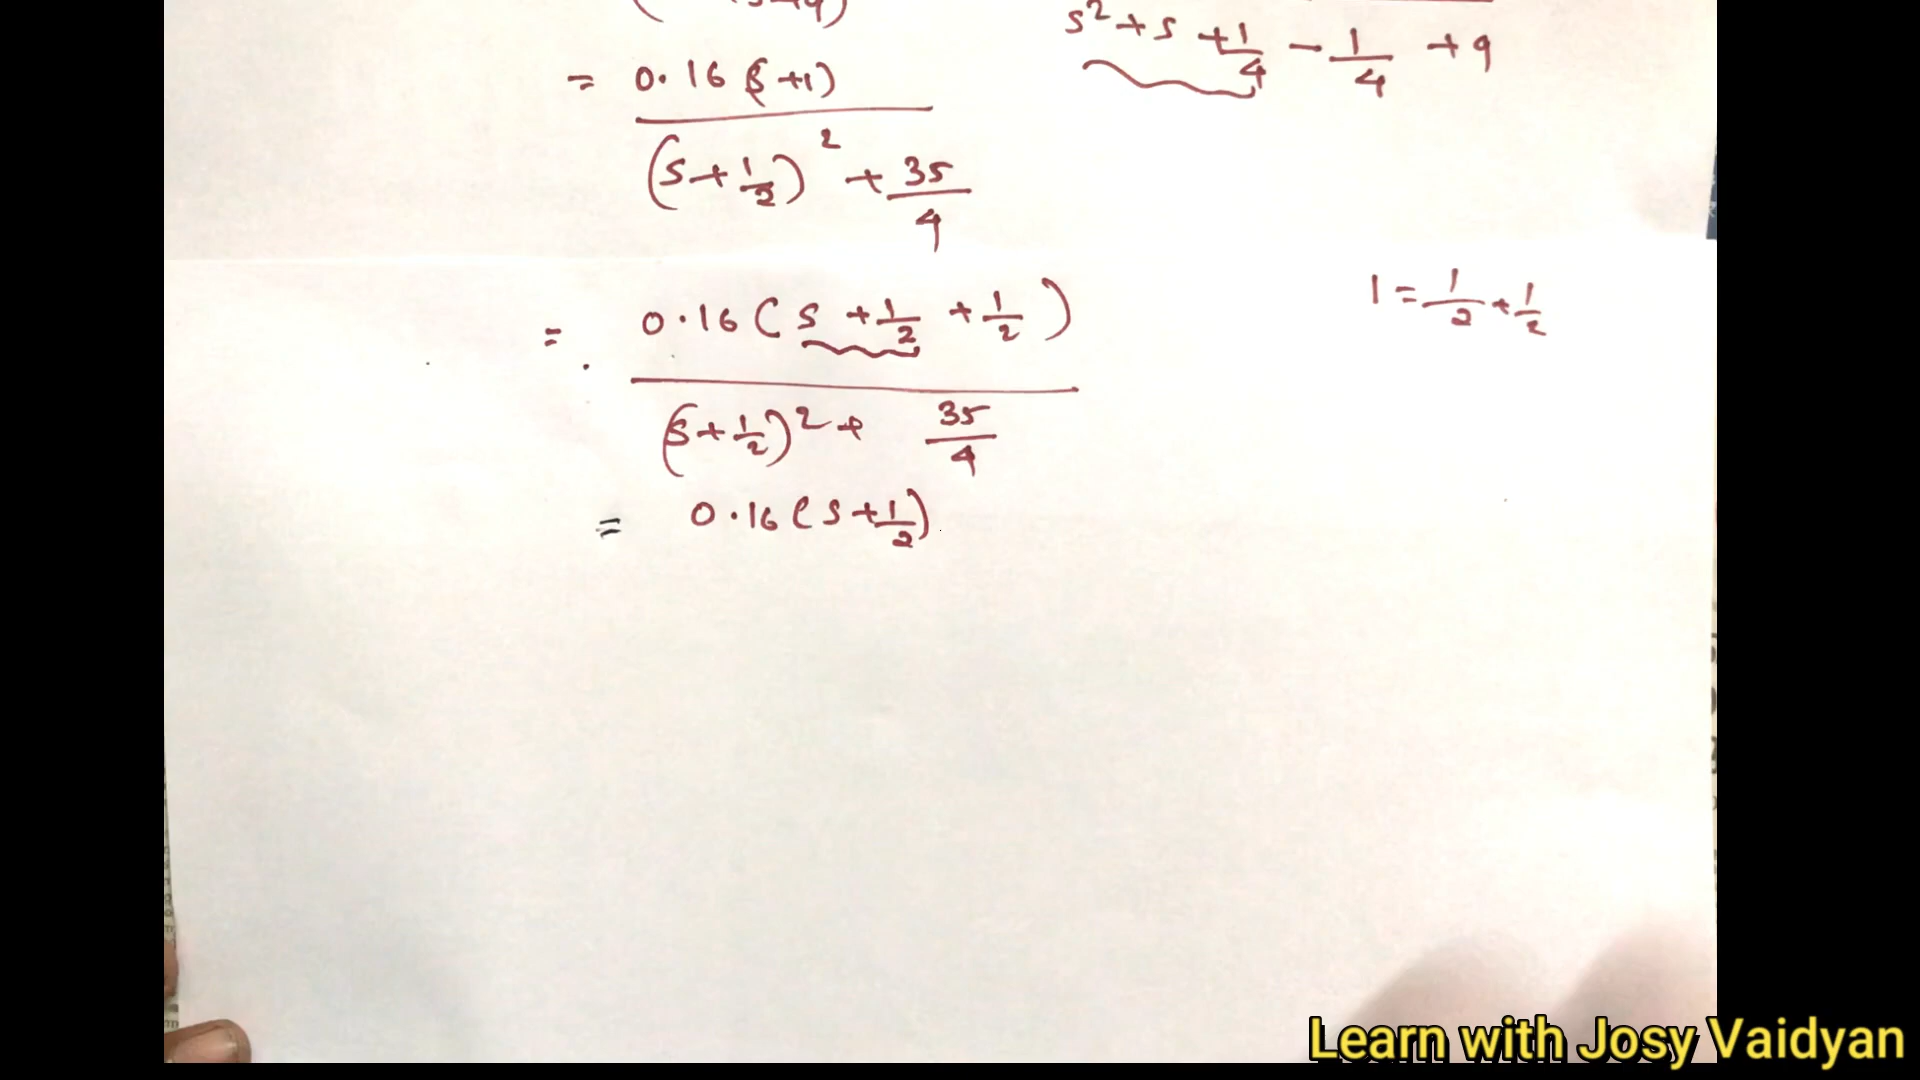 s² + s + 1/4 - 1/4 + 9
= 0.16 (s +1)
(s + 1/2)² + 35/4
= 0.16 ( s + 1/2 + 1/2 )
1 = 1/2 + 1/2
(s + 1/2)² + 35/4
= 0.16 ( s + 1/2 )
Learn with Josy Vaidyan